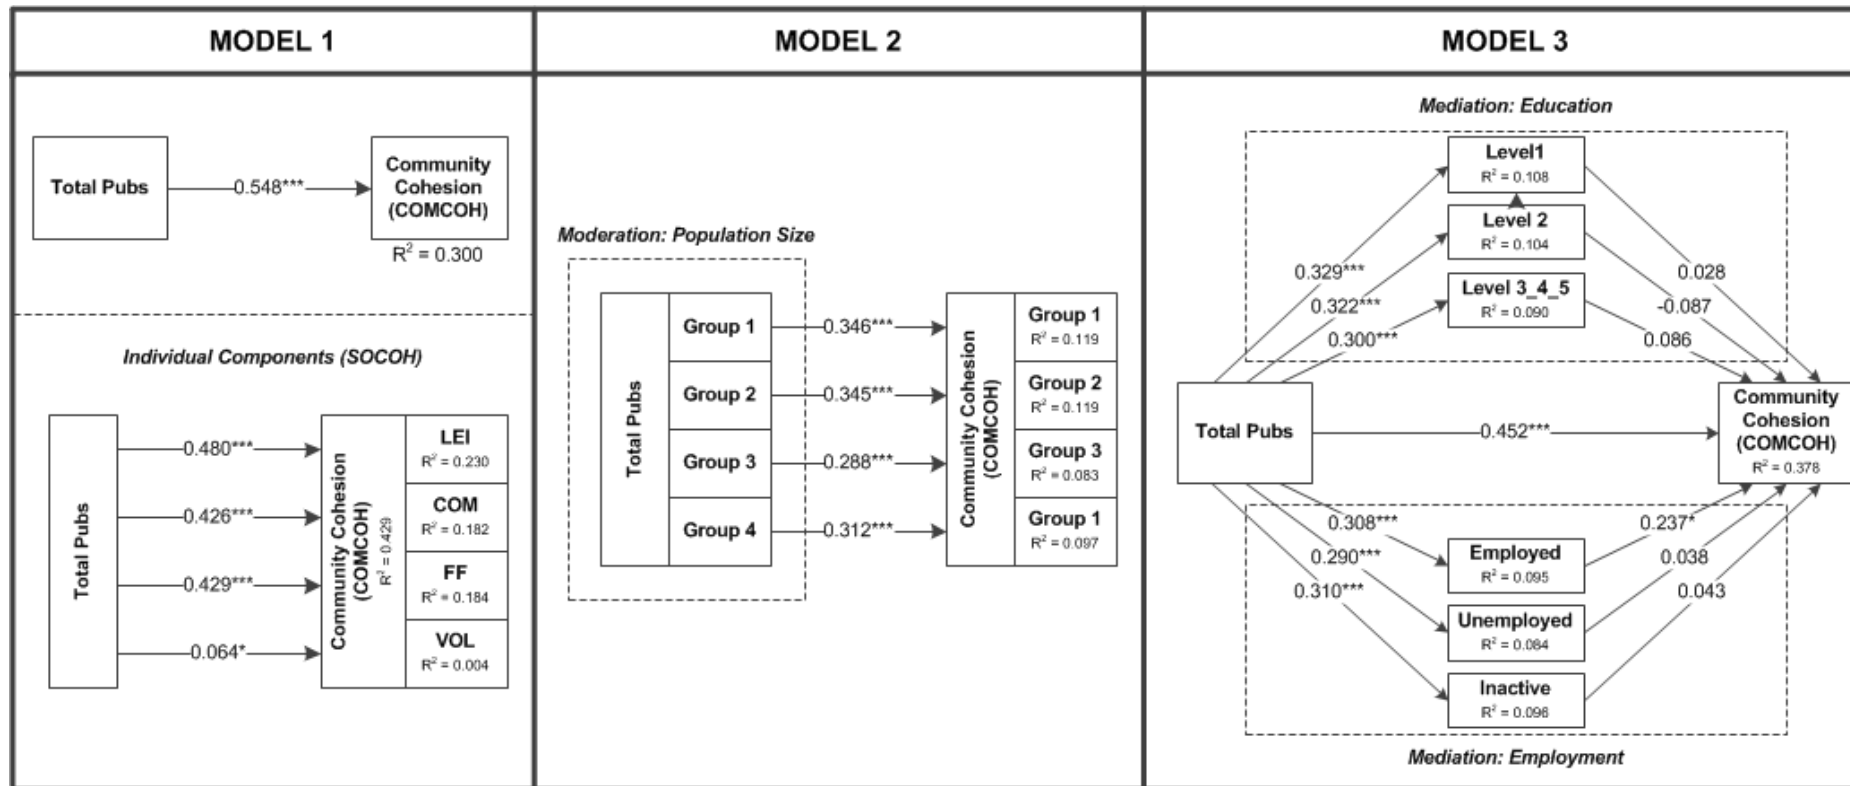 MODEL 1
Total Pubs
0.548***
Community
Cohesion
(COMCOH)
R² = 0.300
Individual Components (SOCOH)
Total Pubs
0.480***
0.426***
0.429***
0.064*
Community Cohesion
(COMCOH)
R² = 0.429
LEI
R² = 0.230
COM
R² = 0.182
FF
R² = 0.184
VOL
R² = 0.004
MODEL 2
Moderation: Population Size
Total Pubs
Group 1
Group 2
Group 3
Group 4
0.346***
0.345***
0.288***
0.312***
Community Cohesion
(COMCOH)
Group 1
R² = 0.119
Group 2
R² = 0.119
Group 3
R² = 0.083
Group 1
R² = 0.097
MODEL 3
Mediation: Education
Level1
R² = 0.108
Level 2
R² = 0.104
Level 3_4_5
R² = 0.090
0.329***
0.322***
0.300***
0.028
-0.087
0.086
Total Pubs
0.452***
Community
Cohesion
(COMCOH)
R² = 0.378
0.308***
0.290***
0.310***
0.237*
0.038
0.043
Employed
R² = 0.095
Unemployed
R² = 0.084
Inactive
R² = 0.096
Mediation: Employment